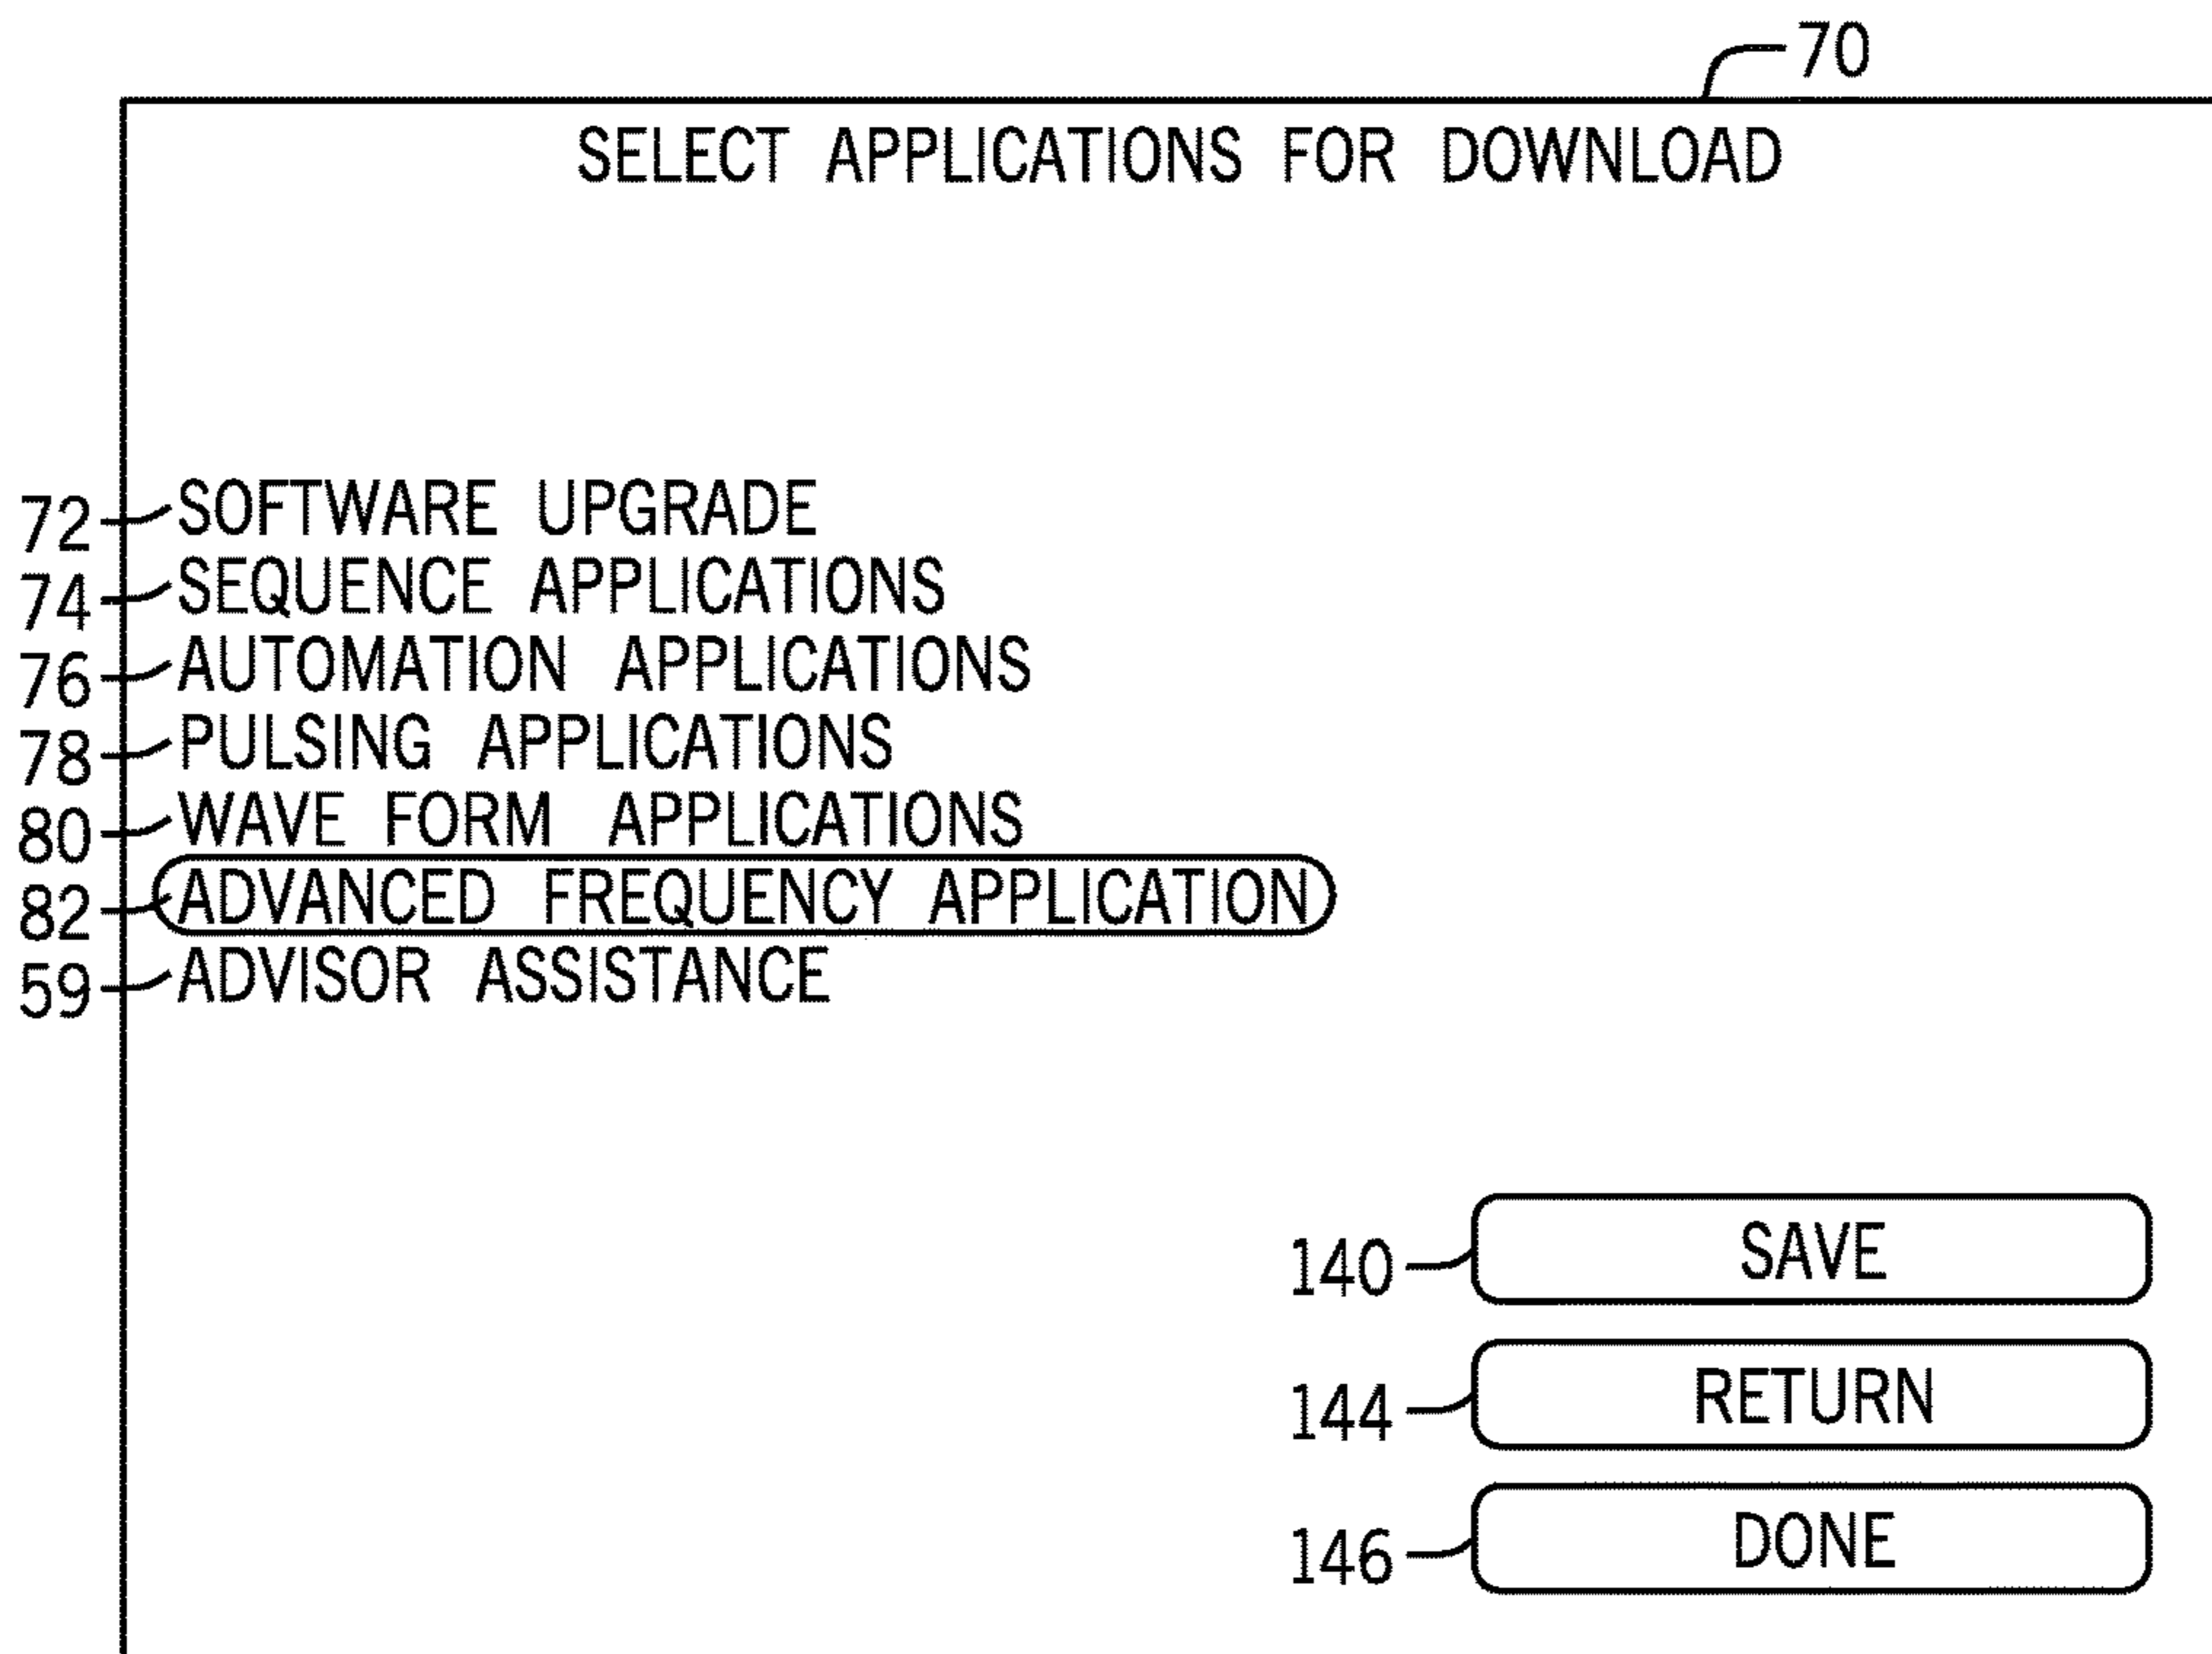 70
SELECT APPLICATIONS FOR DOWNLOAD
72 SOFTWARE UPGRADE
74 SEQUENCE APPLICATIONS
76 AUTOMATION APPLICATIONS
78 PULSING APPLICATIONS
80 WAVE FORM APPLICATIONS
82 ADVANCED FREQUENCY APPLICATION
59 ADVISOR ASSISTANCE
140 SAVE
144 RETURN
146 DONE